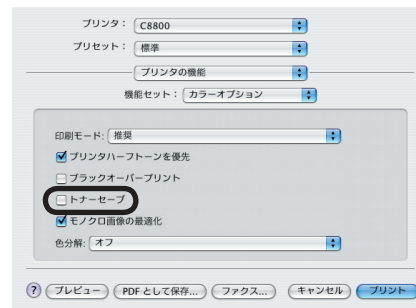 プリンタ： C8800
プリセット： 標準
プリンタの機能
機能セット： カラーオプション
印刷モード: 推奨
プリンタハーフトーンを優先
ブラックオーバープリント
トナーセーブ
モノクロ画像の最適化
色分解: オフ
? プレビュー PDF として保存... ファクス... キャンセル プリント